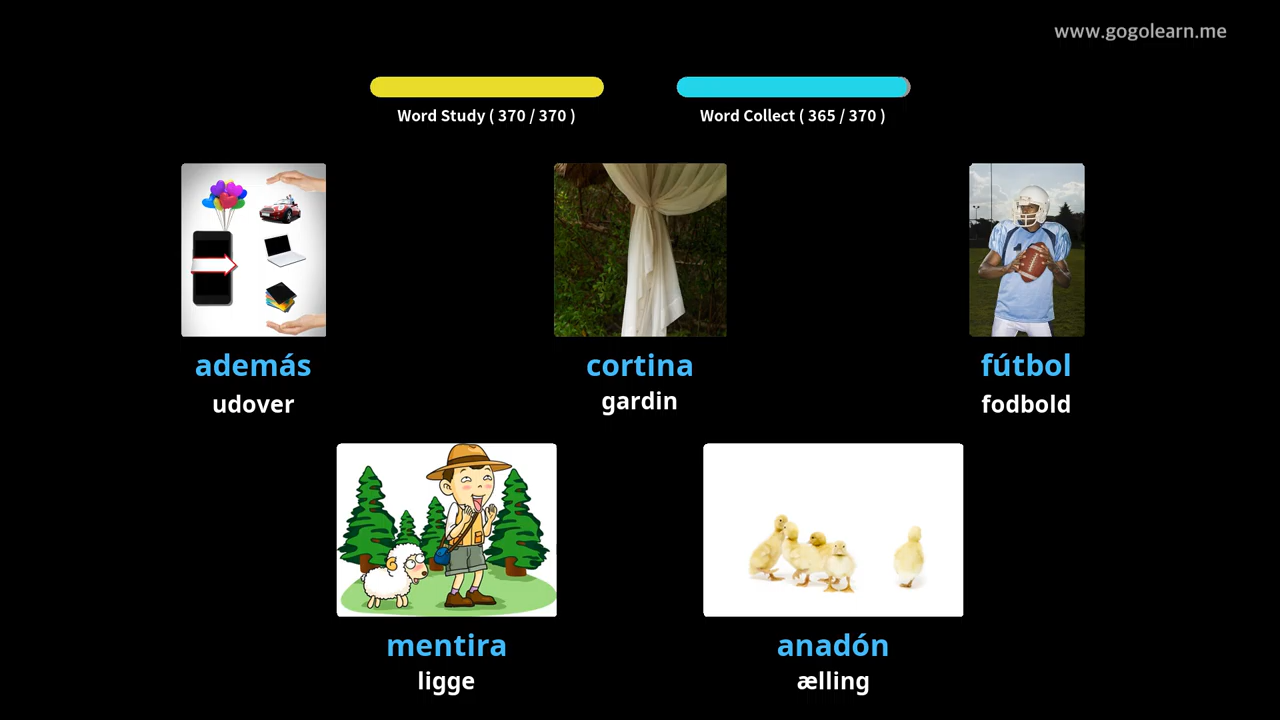 www.gogolearn.me
Word Study ( 370 / 370 )
Word Collect ( 365 / 370 )
además
udover
cortina
gardin
fútbol
fodbold
mentira
ligge
anadón
ælling